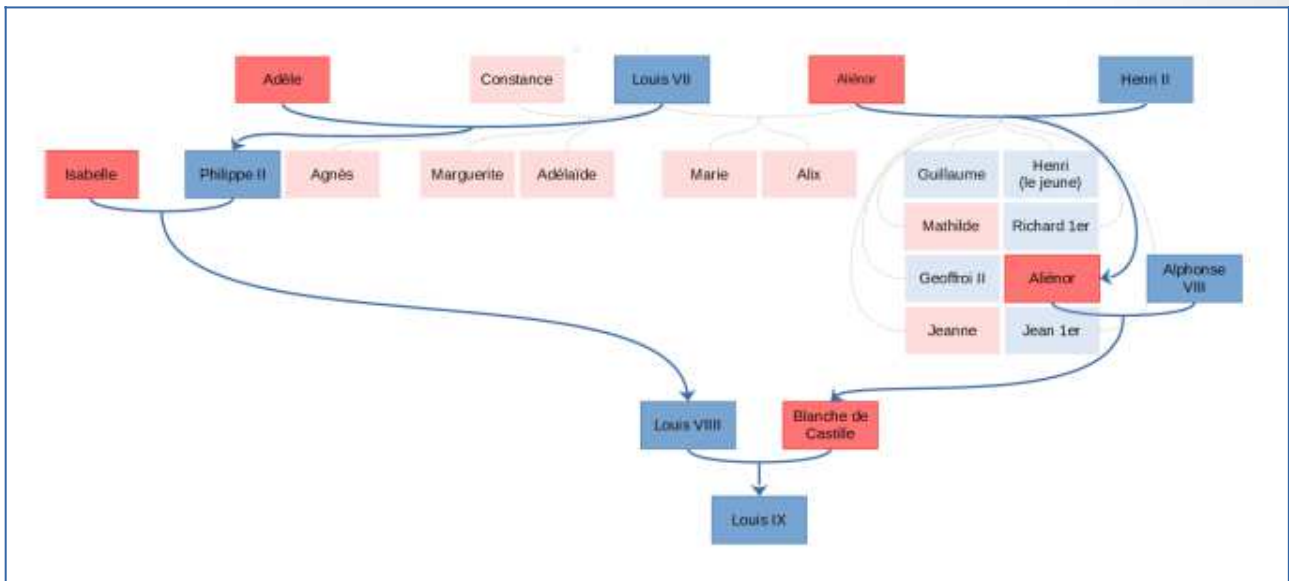 Adèle
Constance
Louis VII
Aliénor
Henri II
Isabelle
Philippe II
Agnès
Marguerite
Adélaïde
Marie
Alix
Guillaume
Henri
(le jeune)
Mathilde
Richard 1er
Geoffroi II
Aliénor
Alphonse
VIII
Jeanne
Jean 1er
Louis VIIII
Blanche de
Castille
Louis IX